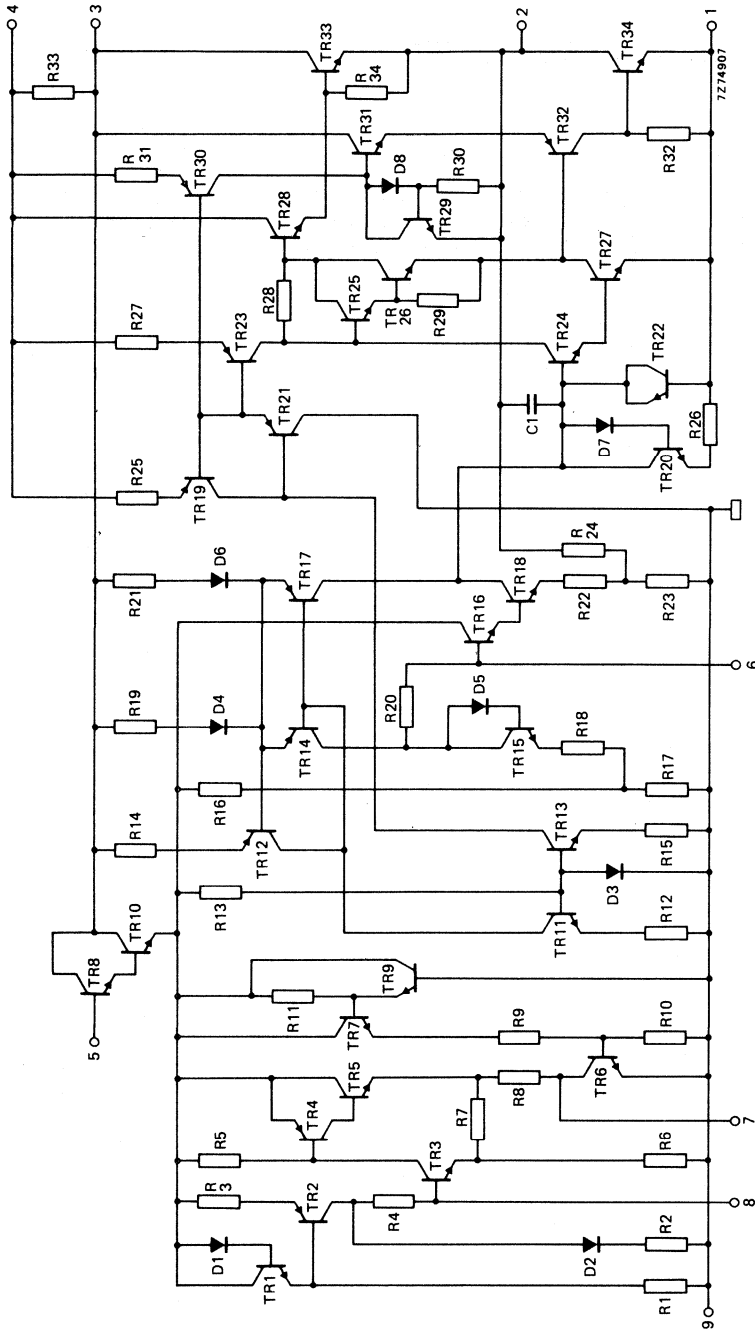 4
3
2
1
R33
TR33
R
34
TR34
7Z74907
R
31
TR30
TR31
TR32
R32
D8
R30
TR29
TR28
R28
TR25
TR
26
R29
TR27
R27
TR23
TR24
TR22
TR21
C1
D7
R26
TR20
R25
TR19
R
24
R21
D6
TR17
TR18
R22
R23
TR16
6
R19
D4
R20
D5
TR14
TR15
R18
R16
R17
R14
TR12
TR13
R15
R13
D3
TR11
R12
TR10
TR8
5
TR9
R11
TR7
R9
R10
TR6
TR5
R8
TR4
R7
7
R5
TR3
R6
R
3
TR2
R4
8
D1
TR1
D2
R2
R1
9